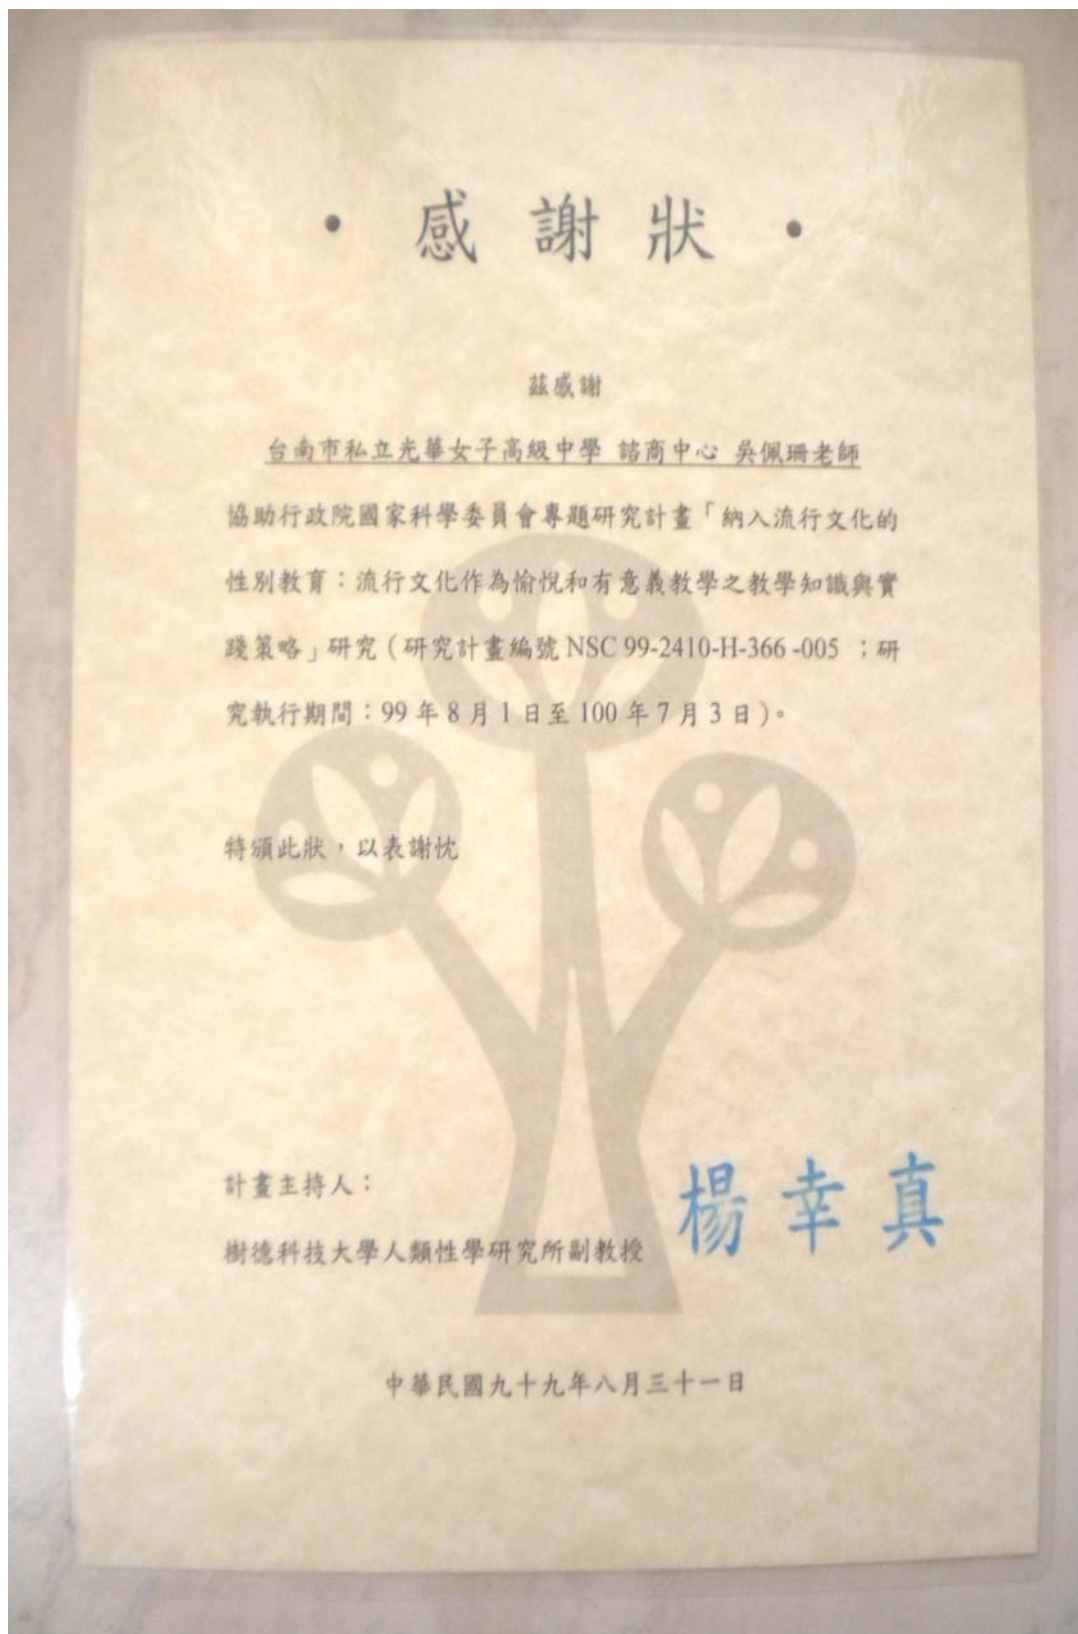 • 感謝狀 •
茲感謝
台南市私立光華女子高級中學 諮商中心 吳佩珊老師
協助行政院國家科學委員會專題研究計畫「納入流行文化的
性別教育：流行文化作為愉悅和有意義教學之教學知識與實
踐策略」研究（研究計畫編號 NSC 99-2410-H-366 -005 ；研
究執行期間：99 年 8 月 1 日至 100 年 7 月 3 日）。
特頒此狀，以表謝忱
計畫主持人：
樹德科技大學人類性學研究所副教授 楊幸真
中華民國九十九年八月三十一日